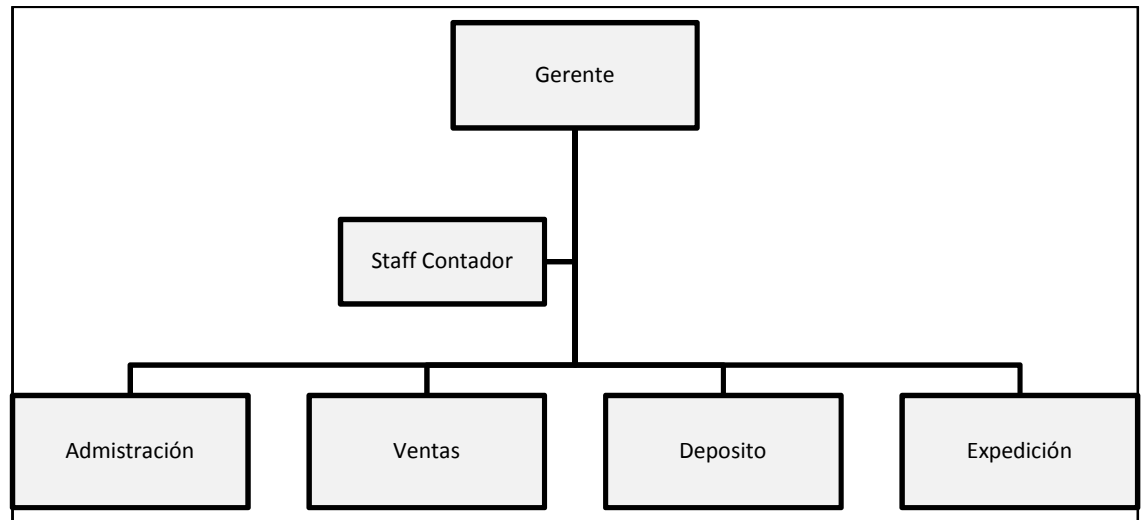 Gerente
Staff Contador
Admistración
Ventas
Deposito
Expedición